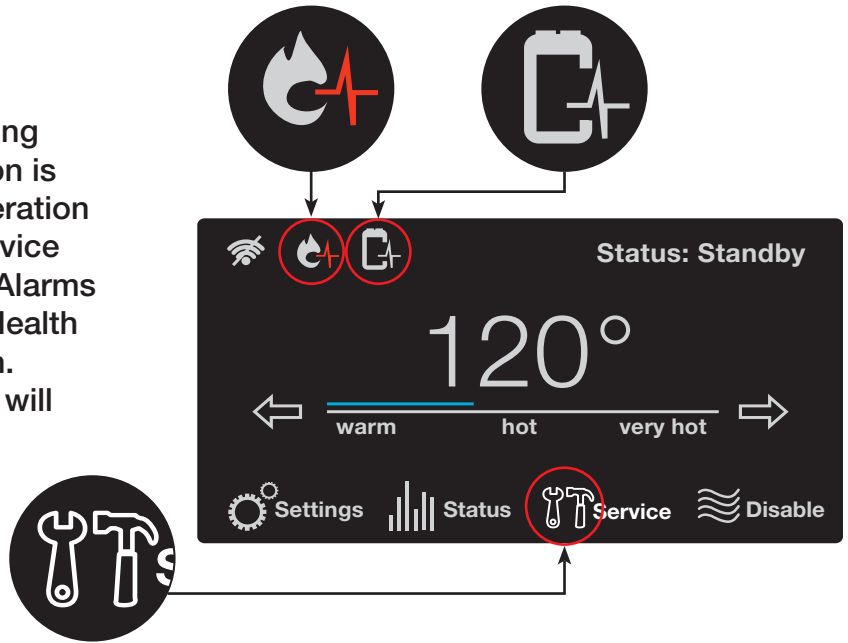 ng
on is
eration
vice
Alarms
Health
n.
will
Status: Standby
120°
warm hot very hot
Settings Status Service Disable
S